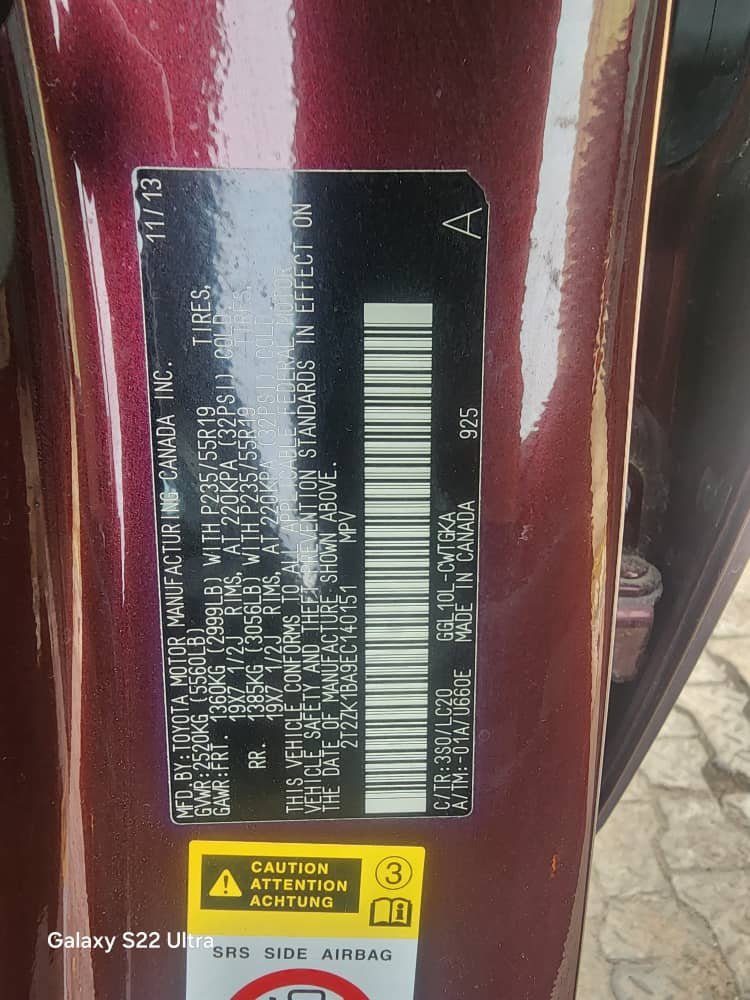 MFD. BY: TOYOTA MOTOR MANUFACTURING CANADA INC. 11/13
GVWR: 2520KG (5560LB)
GAWR: FRT. 1360KG (2999LB) WITH P235/55R19 TIRES,
19X7 1/2J RIMS, AT 220KPA (32PSI) COLD.
RR. 1385KG (3056LB) WITH P235/55R19 TIRES,
19X7 1/2J RIMS, AT 220KPA (32PSI) COLD.
THIS VEHICLE CONFORMS TO ALL APPLICABLE FEDERAL MOTOR
VEHICLE SAFETY AND THEFT PREVENTION STANDARDS IN EFFECT ON
THE DATE OF MANUFACTURE SHOWN ABOVE.
2T2ZK1BA9EC140151 MPV
A
C/TR: 3S0/LC20 GGL10L-CWTGKA
A/TM: -01A/U660E MADE IN CANADA 925
CAUTION
ATTENTION
ACHTUNG
3
SRS SIDE AIRBAG
Galaxy S22 Ultra